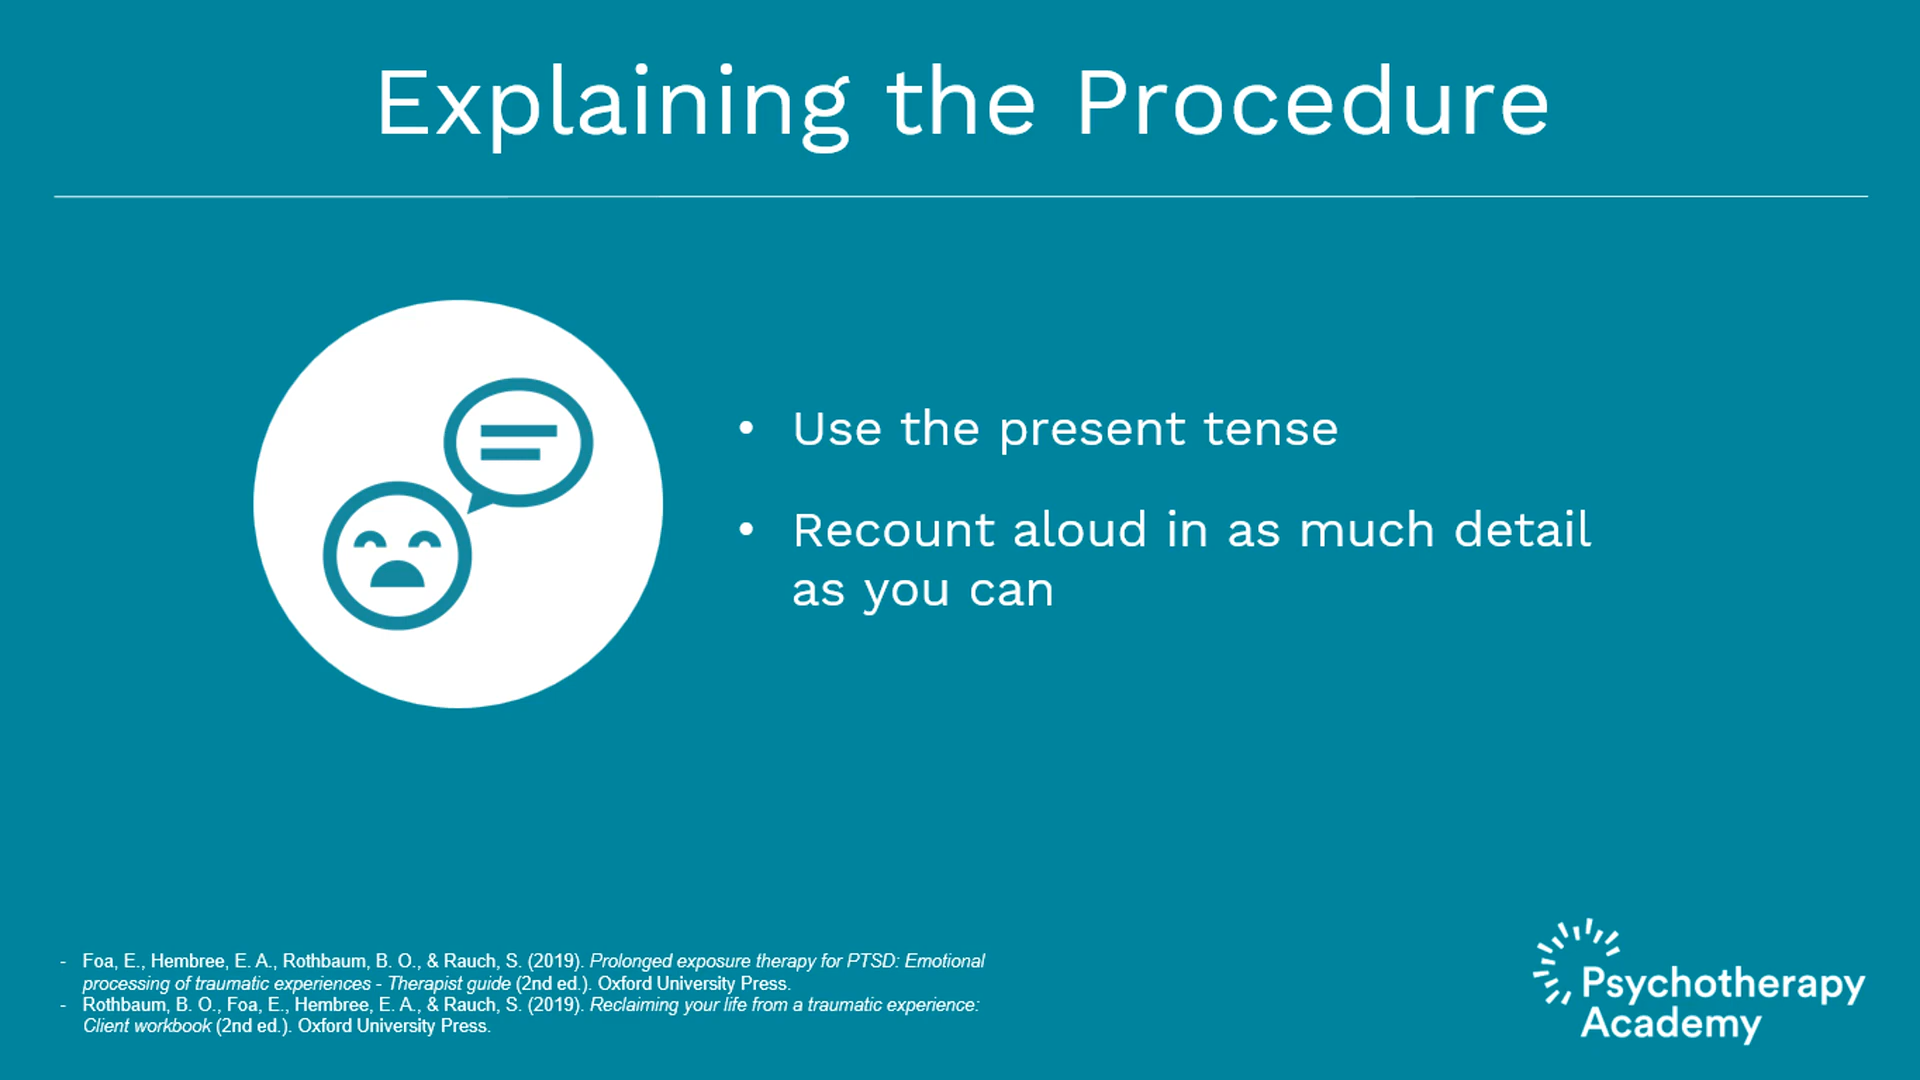 Explaining the Procedure
• Use the present tense
• Recount aloud in as much detail
as you can
- Foa, E., Hembree, E. A., Rothbaum, B. O., & Rauch, S. (2019). Prolonged exposure therapy for PTSD: Emotional
processing of traumatic experiences - Therapist guide (2nd ed.). Oxford University Press.
- Rothbaum, B. O., Foa, E., Hembree, E. A., & Rauch, S. (2019). Reclaiming your life from a traumatic experience:
Client workbook (2nd ed.). Oxford University Press.
Psychotherapy
Academy